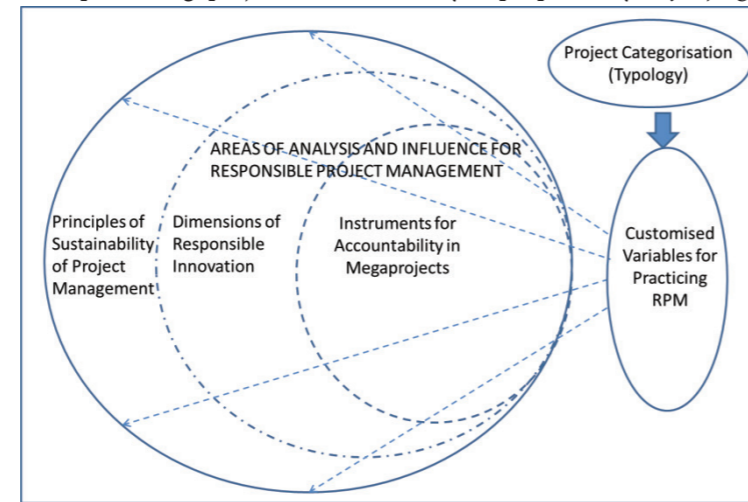 Project Categorisation
(Typology)
AREAS OF ANALYSIS AND INFLUENCE FOR
RESPONSIBLE PROJECT MANAGEMENT
Principles of
Sustainability
of Project
Management
Dimensions of
Responsible
Innovation
Instruments for
Accountability in
Megaprojects
Customised
Variables for
Practicing
RPM